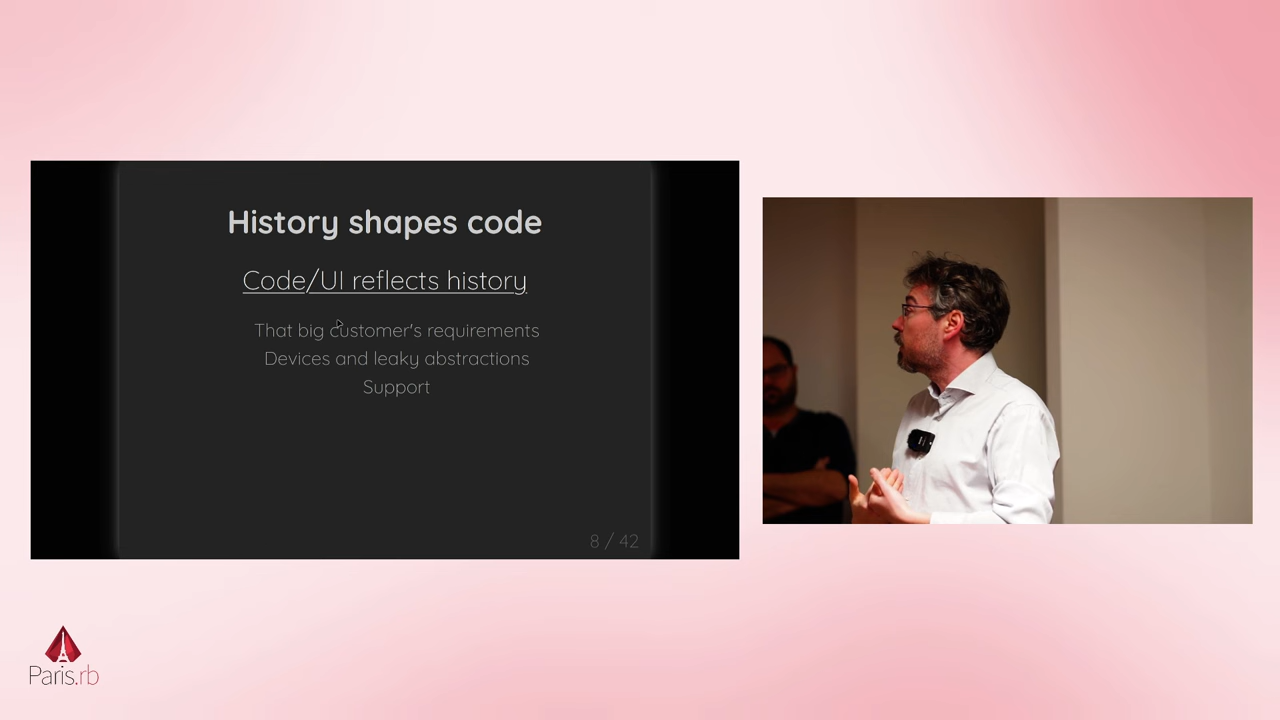 History shapes code
Code/UI reflects history
That big customer's requirements
Devices and leaky abstractions
Support
8 / 42
Paris.rb